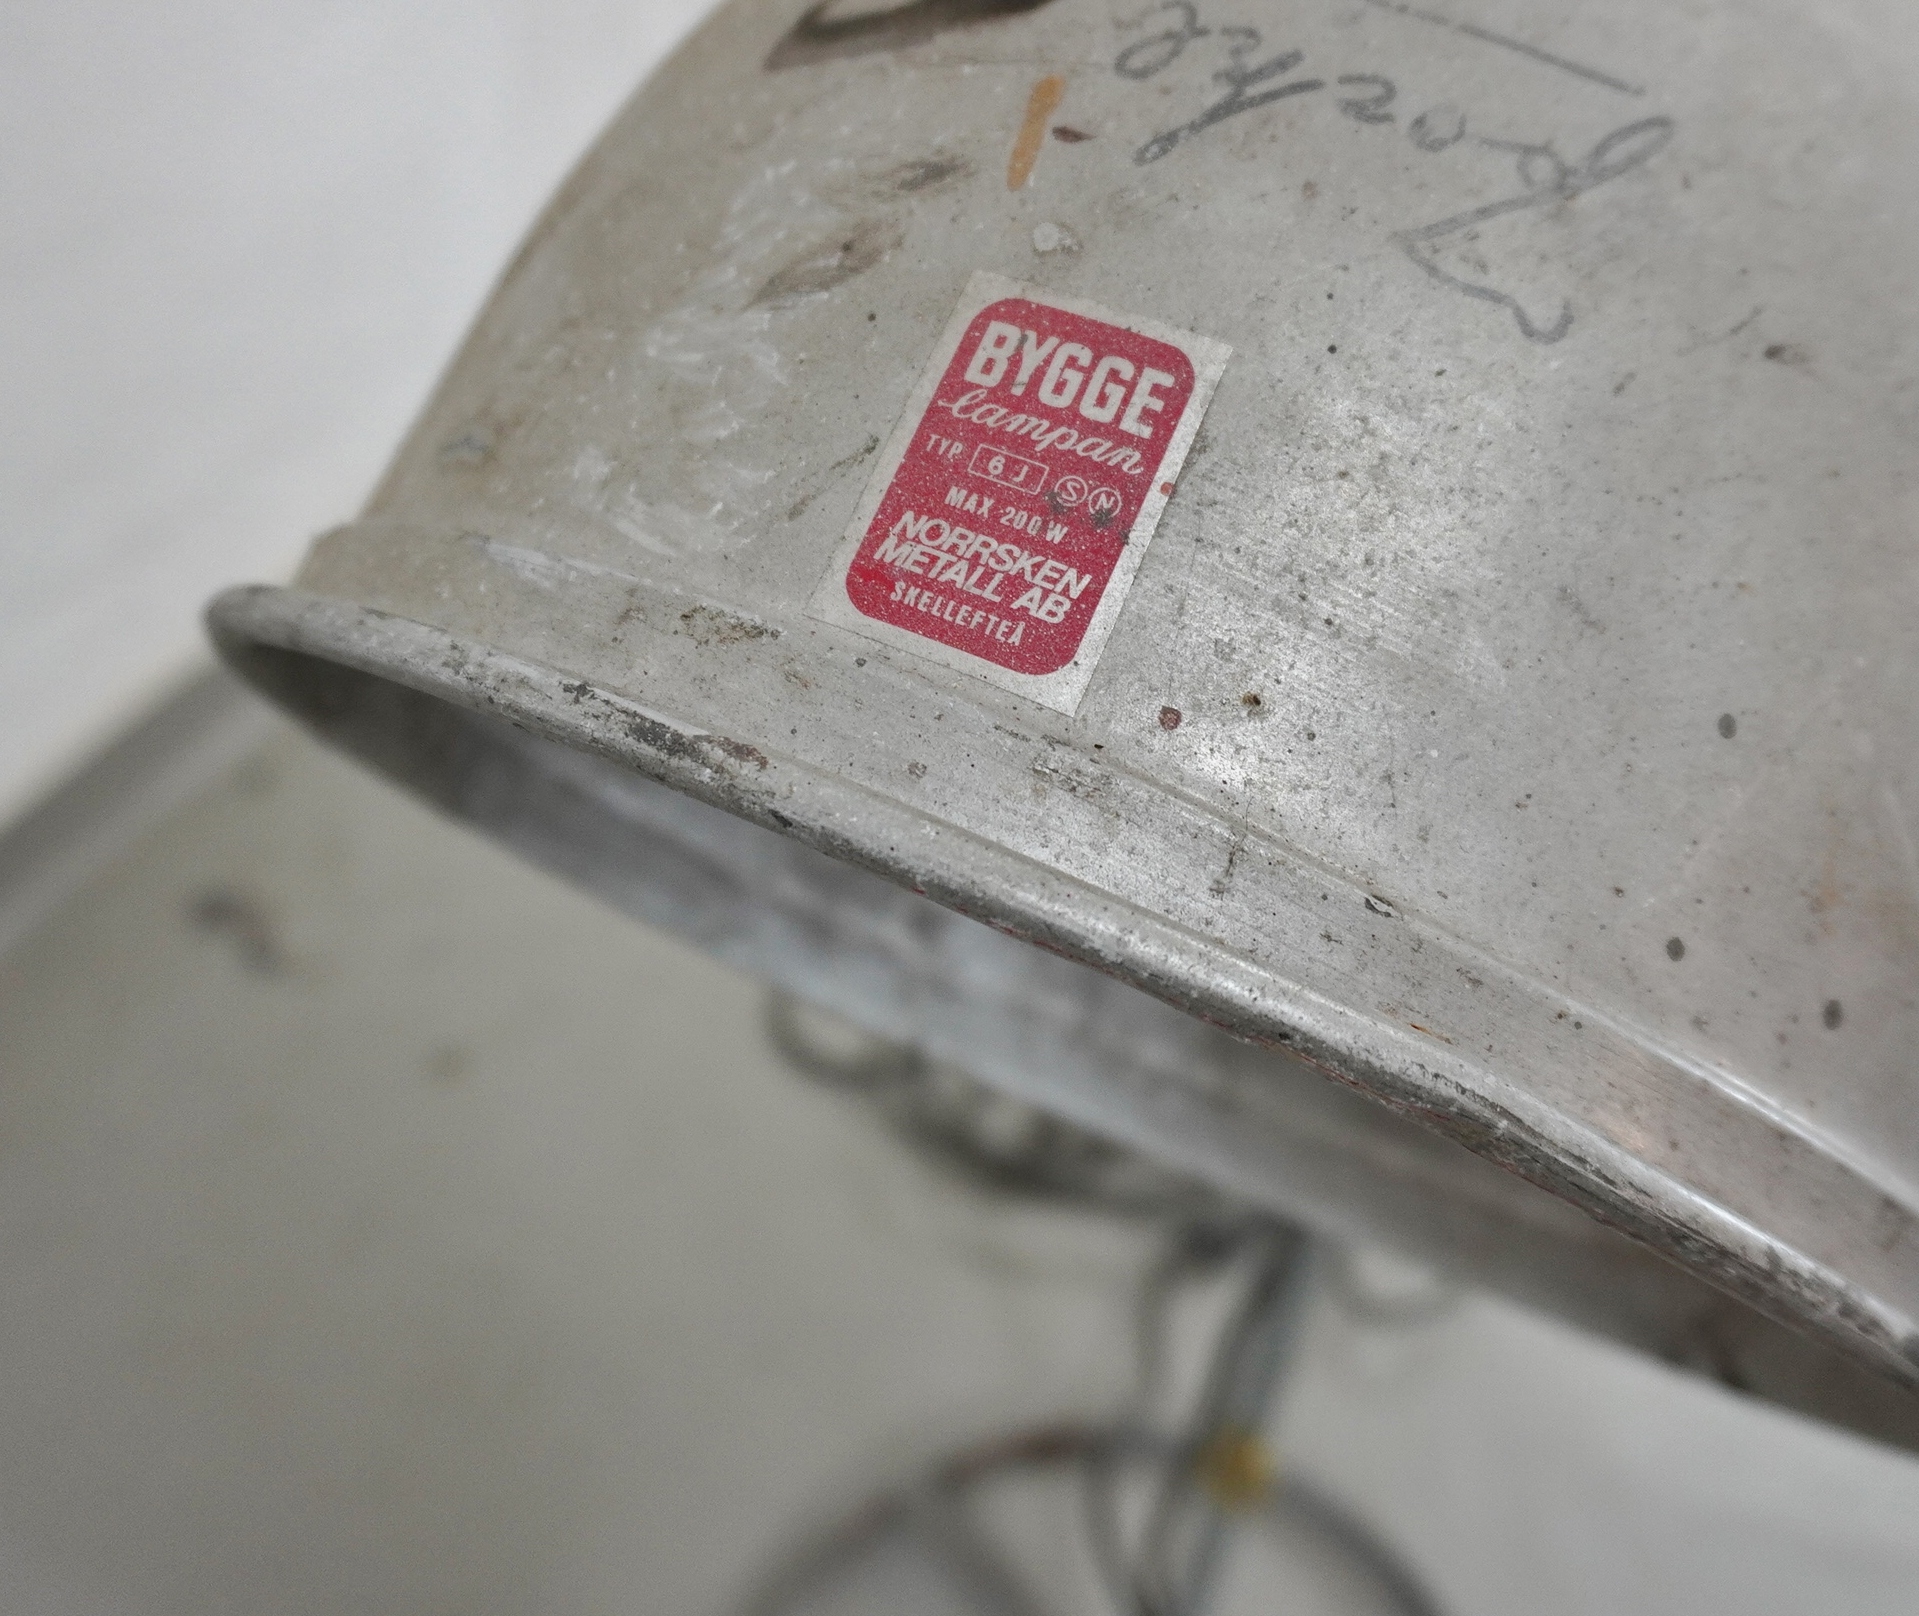 BYGGE
lampan
TYP 6 J S N
MAX 200 W
NORRSKEN
METALL AB
SKELLEFTEÅ